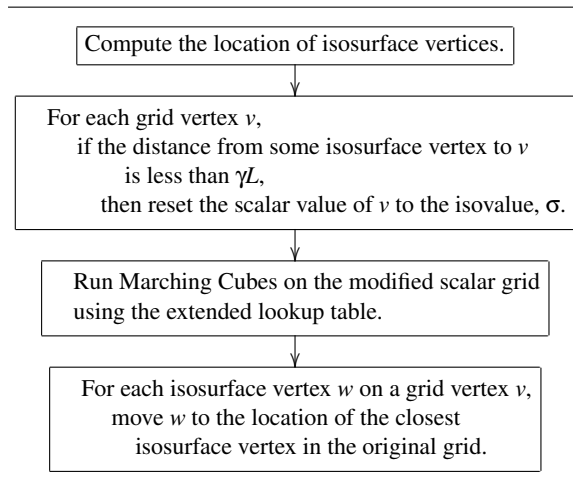 Compute the location of isosurface vertices.
For each grid vertex v,
if the distance from some isosurface vertex to v
is less than γL,
then reset the scalar value of v to the isovalue, σ.
Run Marching Cubes on the modified scalar grid
using the extended lookup table.
For each isosurface vertex w on a grid vertex v,
move w to the location of the closest
isosurface vertex in the original grid.